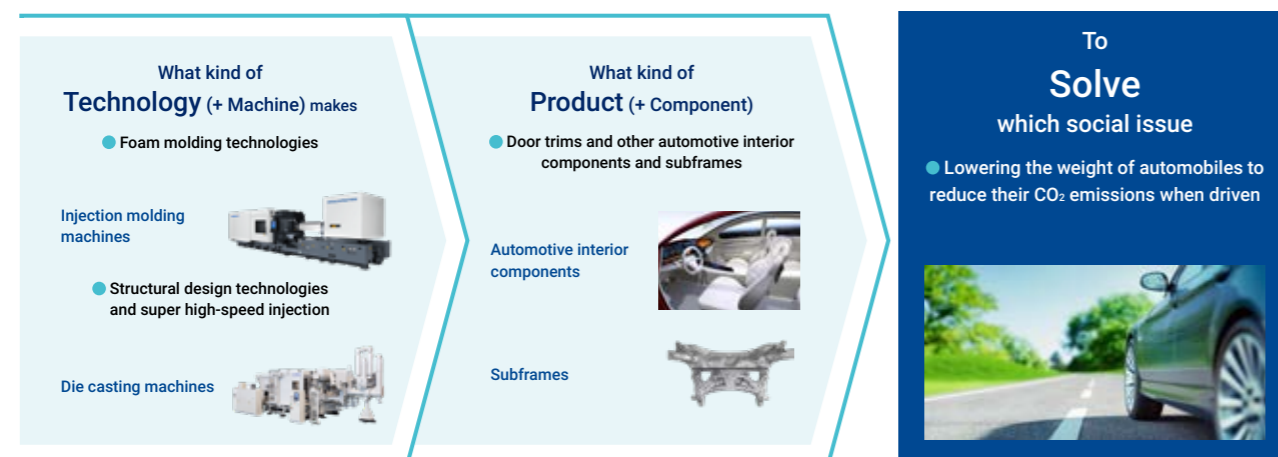 What kind of
Technology (+ Machine) makes
Foam molding technologies
Injection molding
machines
Structural design technologies
and super high-speed injection
Die casting machines
What kind of
Product (+ Component)
Door trims and other automotive interior
components and subframes
Automotive interior
components
Subframes
To
Solve
which social issue
Lowering the weight of automobiles to
reduce their CO₂ emissions when driven